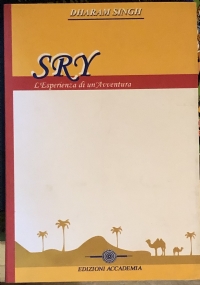 DHARAM SINGH
SRY
L'Esperienza di un'Avventura
EDIZIONI ACCADEMIA